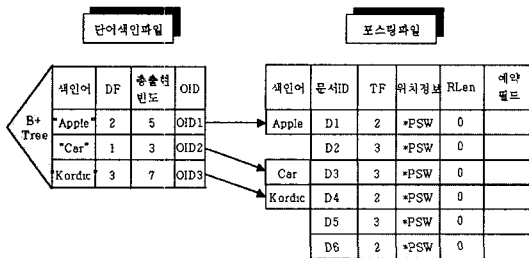 단어색인파일
포스팅파일
B+
Tree
색인어 DF 총출현
빈도 OID
"Apple" 2 5 OID1
"Car" 1 3 OID2
"Kordic" 3 7 OID3
색인어 문서ID TF 위치정보 RLen 예약
필드
Apple D1 2 *PSW 0
D2 3 *PSW 0
Car D3 3 *PSW 0
Kordic D4 2 *PSW 0
D5 3 *PSW 0
D6 2 *PSW 0